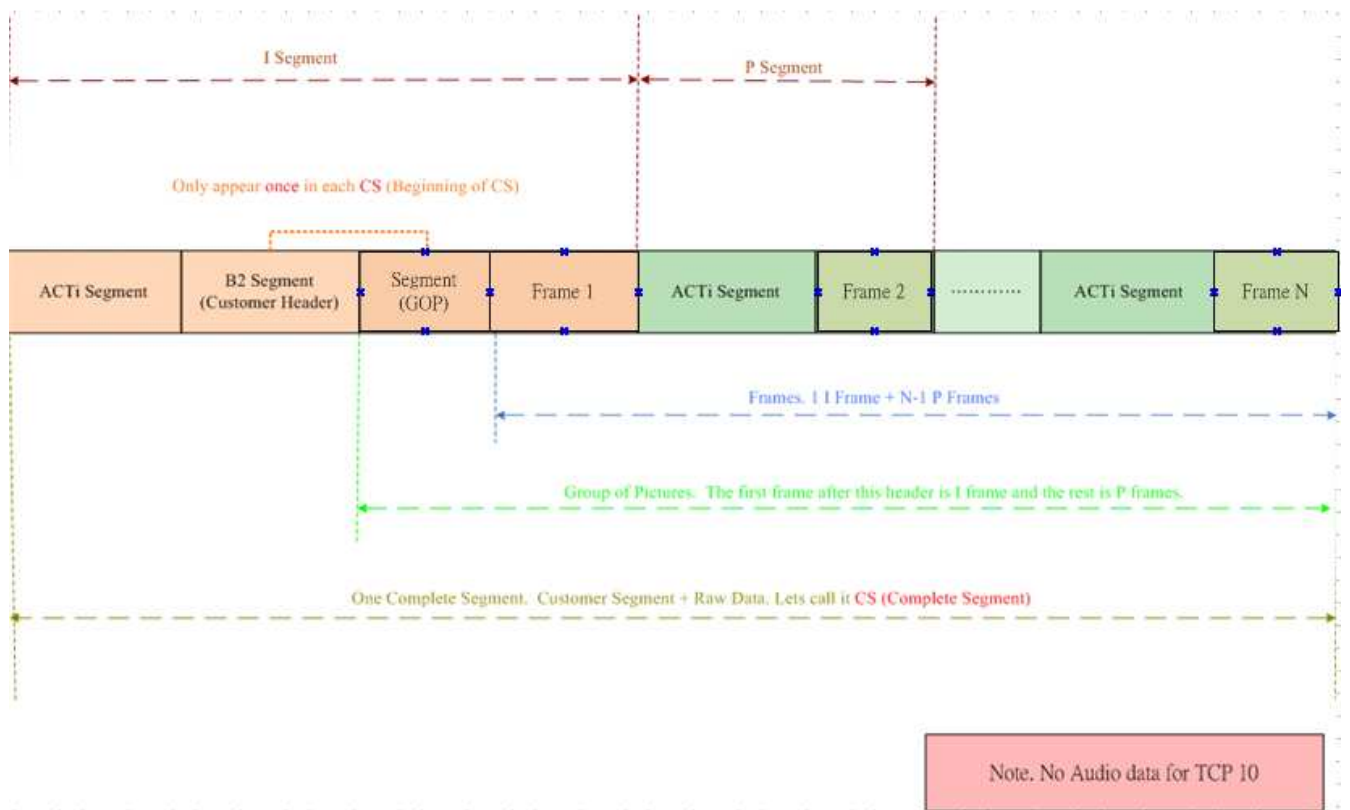 I Segment
P Segment
Only appear once in each CS (Beginning of CS)
ACTi Segment
B2 Segment
(Customer Header)
Segment
(GOP)
Frame 1
ACTi Segment
Frame 2
............
ACTi Segment
Frame N
Frames. 1 I Frame + N-1 P Frames
Group of Pictures. The first frame after this header is I frame and the rest is P frames.
One Complete Segment. Customer Segment + Raw Data. Lets call it CS (Complete Segment)
Note. No Audio data for TCP 10